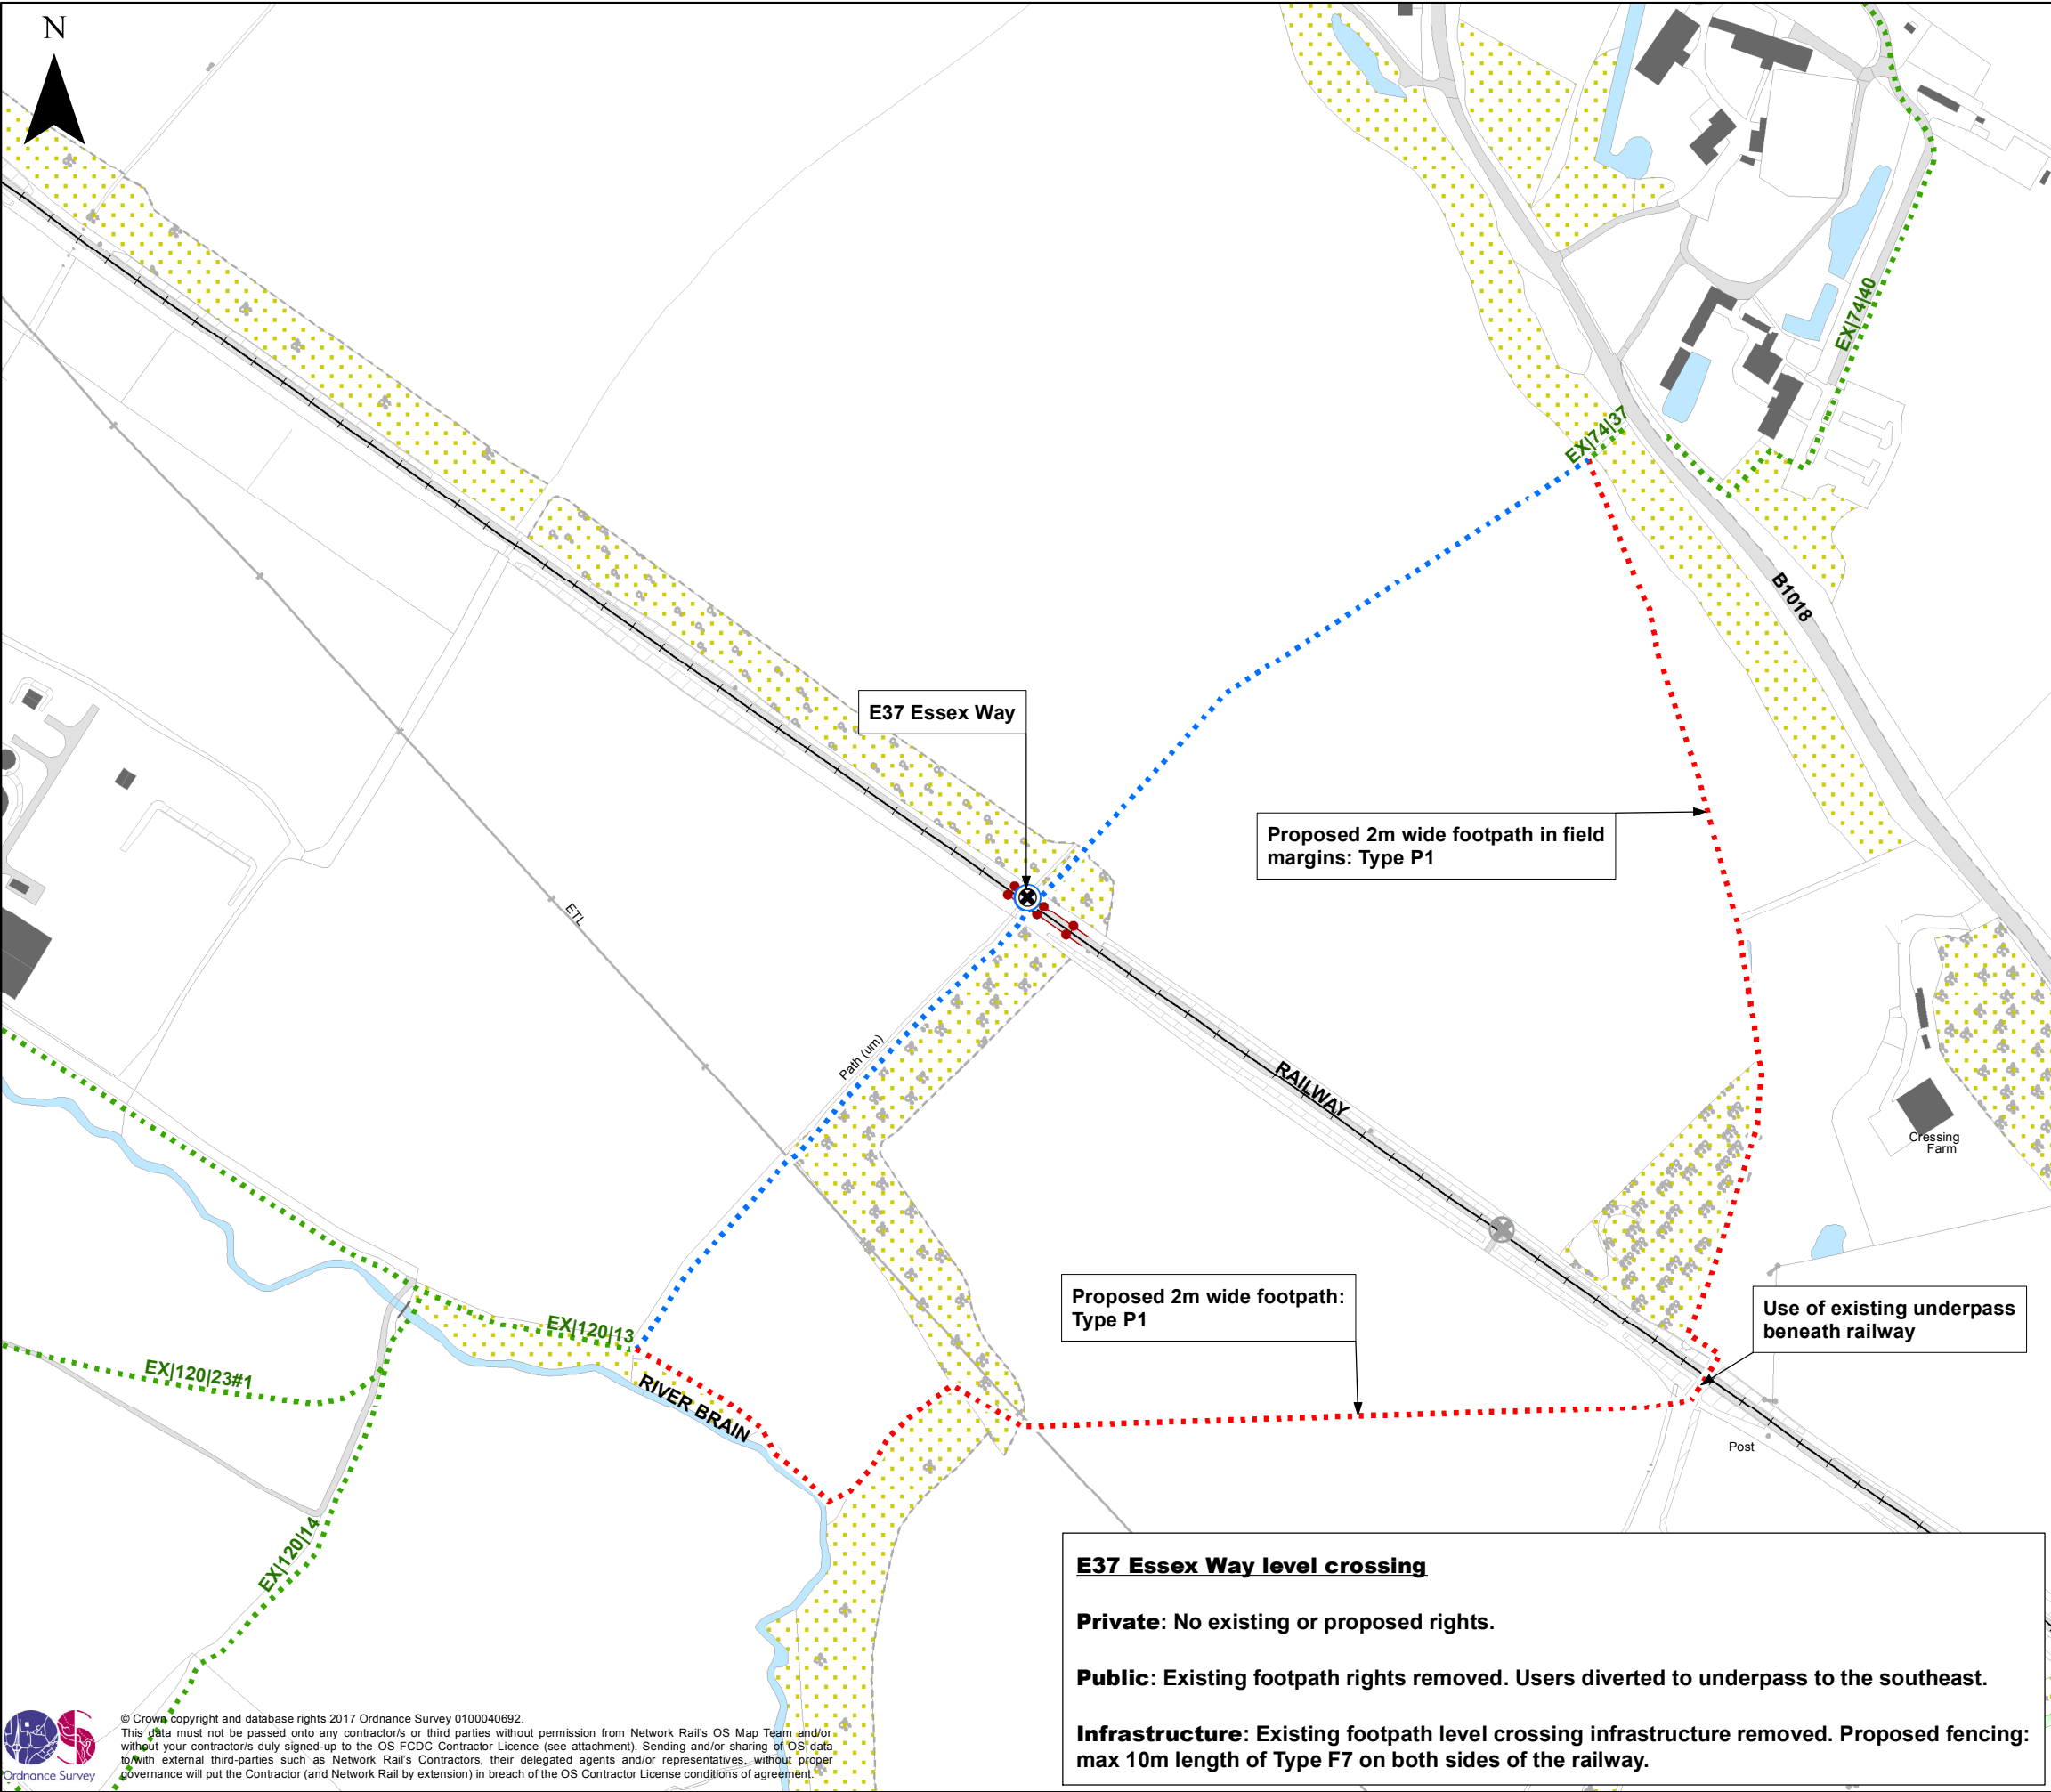 N
EX|74|40
EX|74|37
B1018
E37 Essex Way
Proposed 2m wide footpath in field
margins: Type P1
ETL
Path (um)
RAILWAY
Cressing
Farm
Proposed 2m wide footpath:
Type P1
Use of existing underpass
beneath railway
EX|120|13
EX|120|23#1
RIVER BRAIN
Post
EX|120|14
E37 Essex Way level crossing
Private: No existing or proposed rights.
Public: Existing footpath rights removed. Users diverted to underpass to the southeast.
Infrastructure: Existing footpath level crossing infrastructure removed. Proposed fencing:
max 10m length of Type F7 on both sides of the railway.
© Crown copyright and database rights 2017 Ordnance Survey 0100040692.
This data must not be passed onto any contractor/s or third parties without permission from Network Rail's OS Map Team and/or
without your contractor/s duly signed-up to the OS FCDC Contractor Licence (see attachment). Sending and/or sharing of OS data
to/with external third-parties such as Network Rail's Contractors, their delegated agents and/or representatives, without proper
governance will put the Contractor (and Network Rail by extension) in breach of the OS Contractor License conditions of agreement.
Ordnance Survey